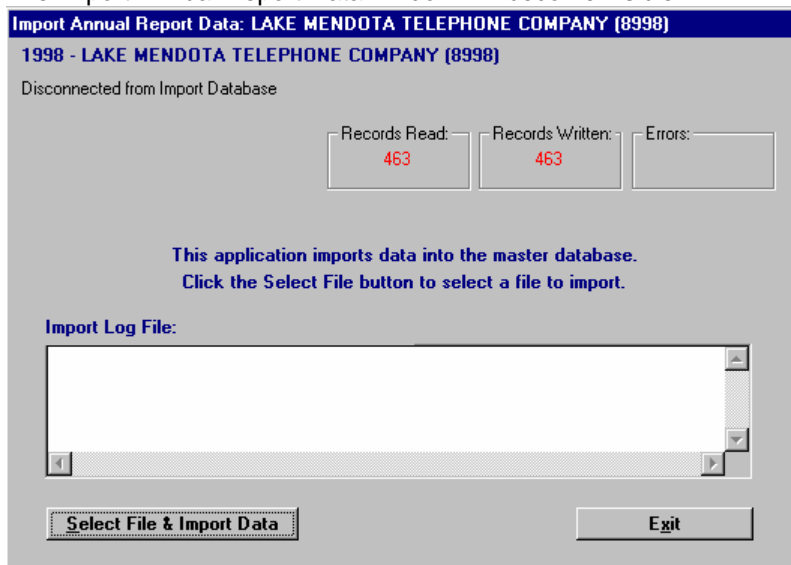 Import Annual Report Data: LAKE MENDOTA TELEPHONE COMPANY (8998)
1998 - LAKE MENDOTA TELEPHONE COMPANY (8998)
Disconnected from Import Database
Records Read: Records Written: Errors:
463 463
This application imports data into the master database.
Click the Select File button to select a file to import.
Import Log File:
Select File & Import Data Exit